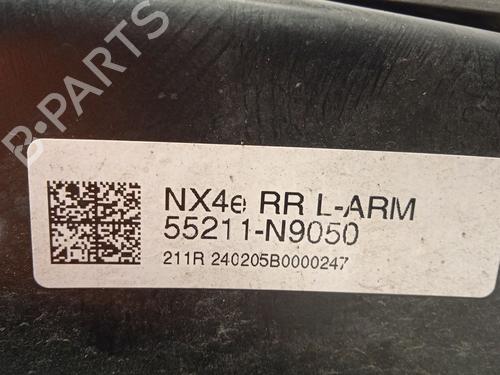 B-PARTS
NX4e RR L-ARM
55211-N9050
211R 240205B0000247